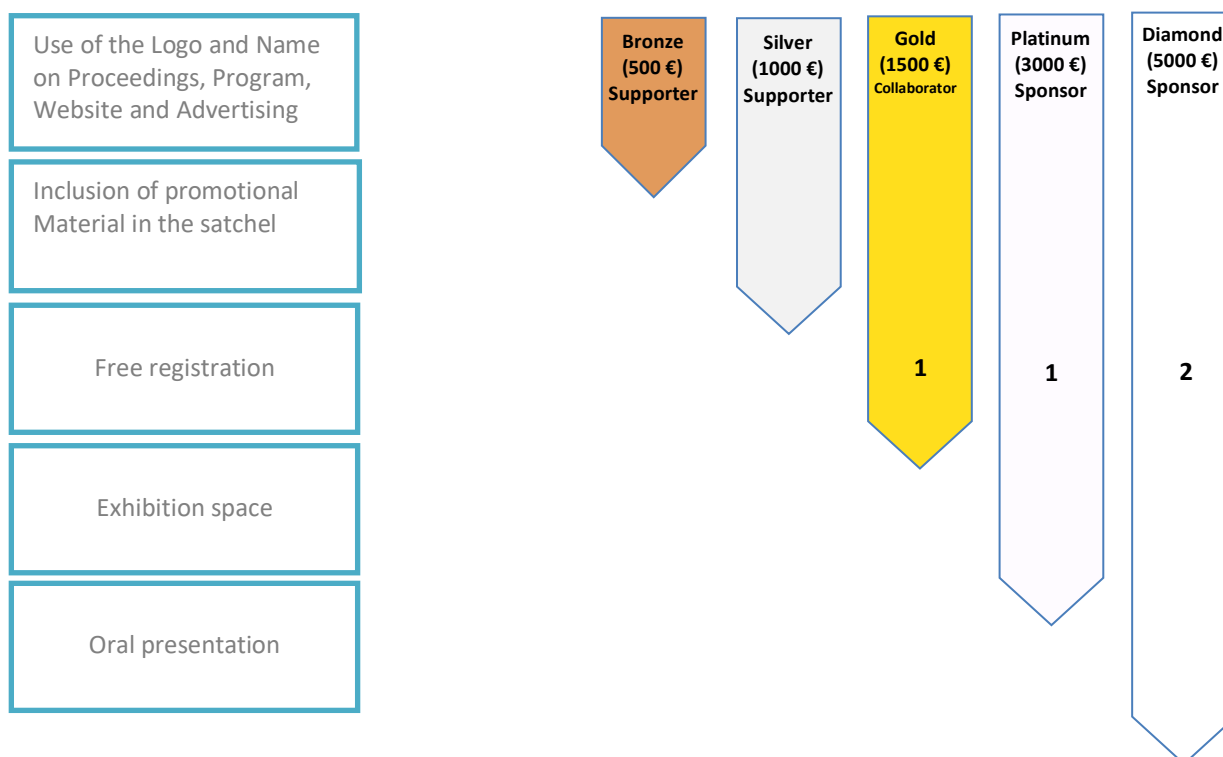 Use of the Logo and Name
on Proceedings, Program,
Website and Advertising
Inclusion of promotional
Material in the satchel
Free registration
Exhibition space
Oral presentation
Bronze
(500 €)
Supporter
Silver
(1000 €)
Supporter
Gold
(1500 €)
Collaborator
1
Platinum
(3000 €)
Sponsor
1
Diamond
(5000 €)
Sponsor
2